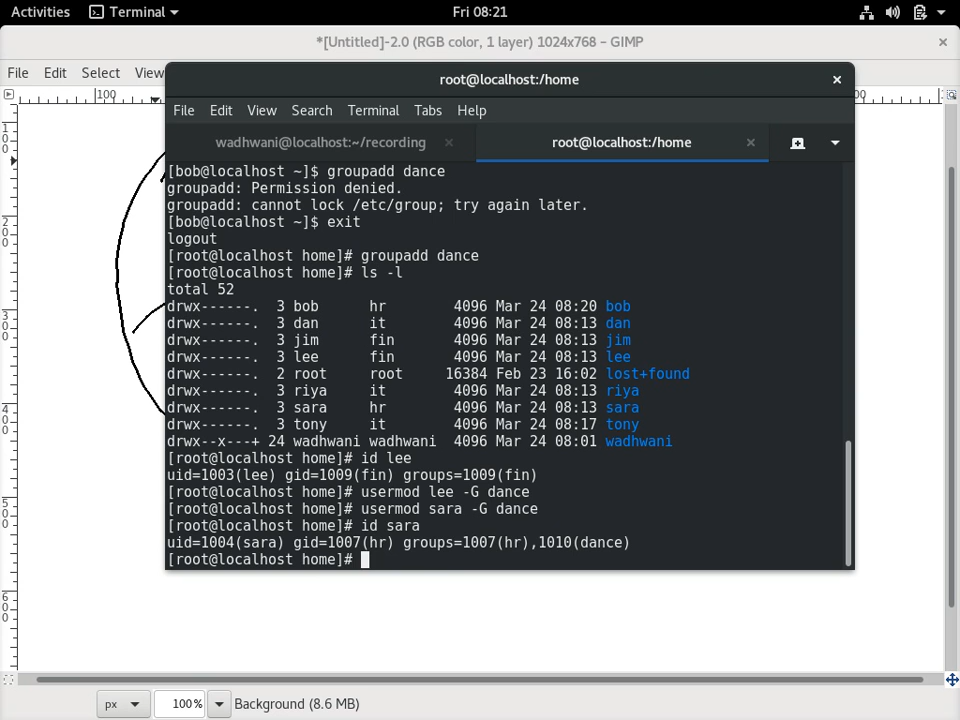 Activities Terminal Fri 08:21
*[Untitled]-2.0 (RGB color, 1 layer) 1024x768 – GIMP
File Edit Select View
root@localhost:/home
File Edit View Search Terminal Tabs Help
wadhwani@localhost:~/recording root@localhost:/home
[bob@localhost ~]$ groupadd dance
groupadd: Permission denied.
groupadd: cannot lock /etc/group; try again later.
[bob@localhost ~]$ exit
logout
[root@localhost home]# groupadd dance
[root@localhost home]# ls -l
total 52
drwx------. 3 bob hr 4096 Mar 24 08:20 bob
drwx------. 3 dan it 4096 Mar 24 08:13 dan
drwx------. 3 jim fin 4096 Mar 24 08:13 jim
drwx------. 3 lee fin 4096 Mar 24 08:13 lee
drwx------. 2 root root 16384 Feb 23 16:02 lost+found
drwx------. 3 riya it 4096 Mar 24 08:13 riya
drwx------. 3 sara hr 4096 Mar 24 08:13 sara
drwx------. 3 tony it 4096 Mar 24 08:17 tony
drwx--x---+ 24 wadhwani wadhwani 4096 Mar 24 08:01 wadhwani
[root@localhost home]# id lee
uid=1003(lee) gid=1009(fin) groups=1009(fin)
[root@localhost home]# usermod lee -G dance
[root@localhost home]# usermod sara -G dance
[root@localhost home]# id sara
uid=1004(sara) gid=1007(hr) groups=1007(hr),1010(dance)
[root@localhost home]#
100
100
200
300
400
500
600
px 100% Background (8.6 MB)